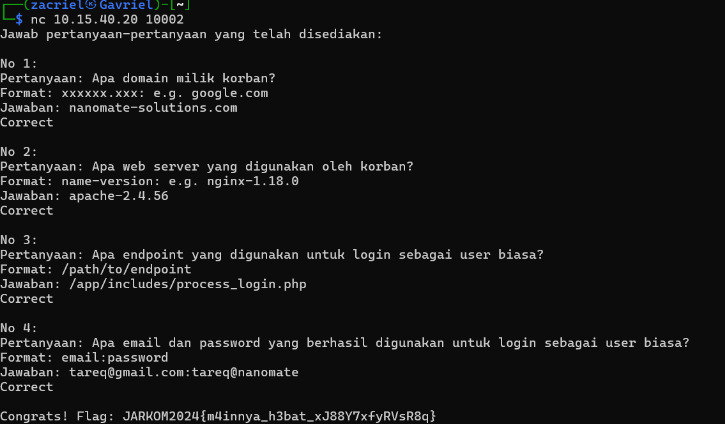 ┌──(zacriel㉿Gavriel)-[~]
└─$ nc 10.15.40.20 10002
Jawab pertanyaan-pertanyaan yang telah disediakan:
No 1:
Pertanyaan: Apa domain milik korban?
Format: xxxxxx.xxx: e.g. google.com
Jawaban: nanomate-solutions.com
Correct
No 2:
Pertanyaan: Apa web server yang digunakan oleh korban?
Format: name-version: e.g. nginx-1.18.0
Jawaban: apache-2.4.56
Correct
No 3:
Pertanyaan: Apa endpoint yang digunakan untuk login sebagai user biasa?
Format: /path/to/endpoint
Jawaban: /app/includes/process_login.php
Correct
No 4:
Pertanyaan: Apa email dan password yang berhasil digunakan untuk login sebagai user biasa?
Format: email:password
Jawaban: tareq@gmail.com:tareq@nanomate
Correct
Congrats! Flag: JARKOM2024{m4innya_h3bat_xJ88Y7xfyRVsR8q}